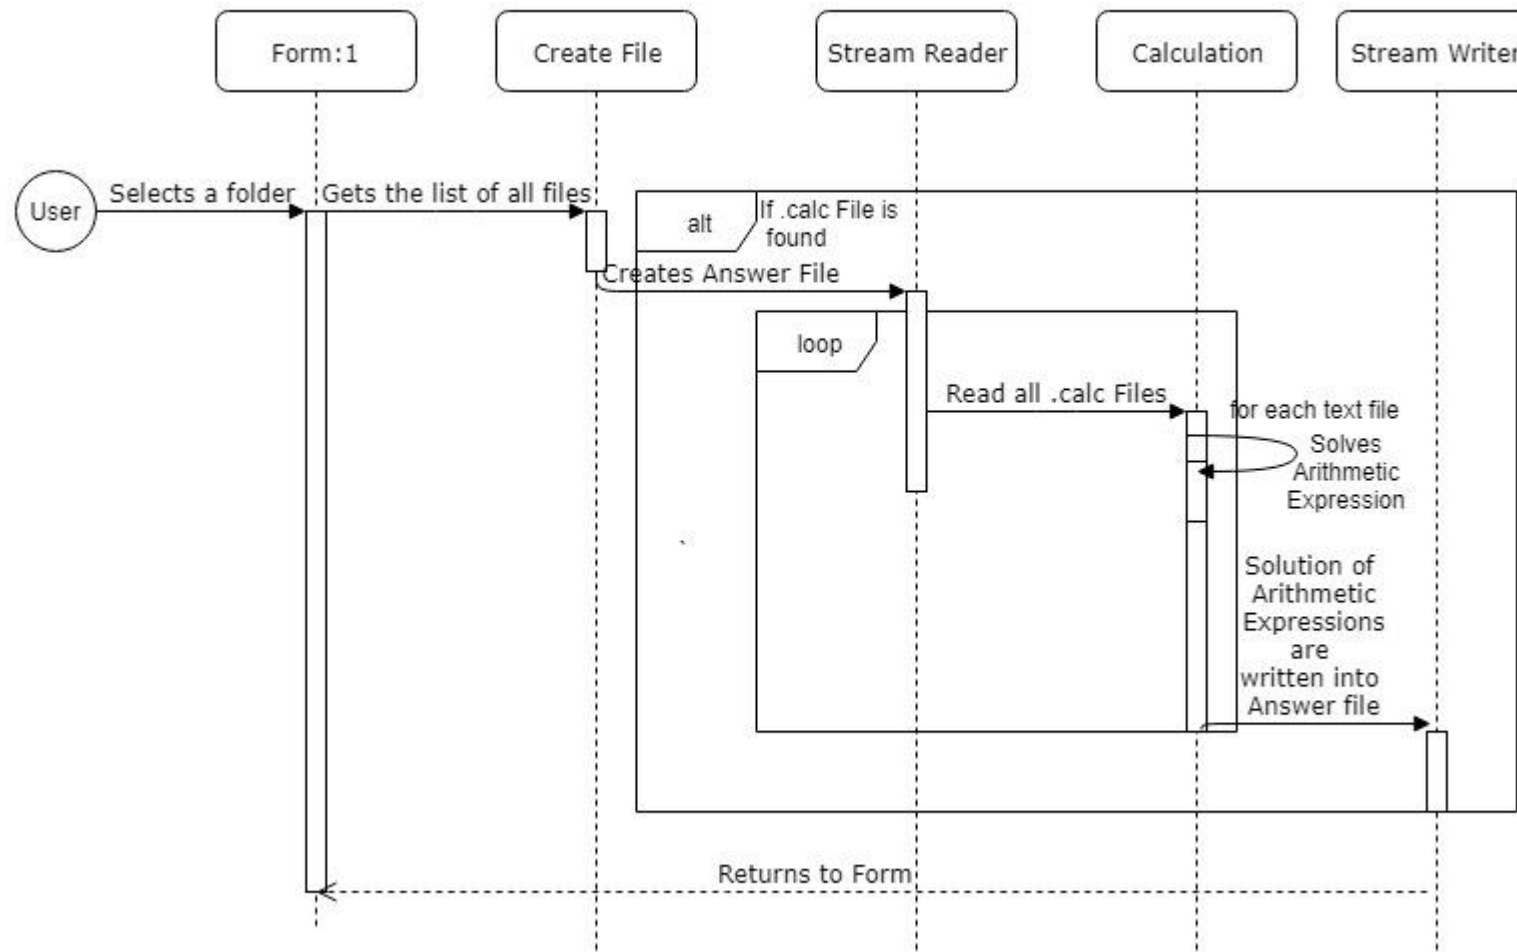 Form:1
Create File
Stream Reader
Calculation
Stream Writer
User
Selects a folder
Gets the list of all files
alt
If .calc File is
found
Creates Answer File
loop
Read all .calc Files
for each text file
Solves
Arithmetic
Expression
Solution of
Arithmetic
Expressions
are
written into
Answer file
Returns to Form